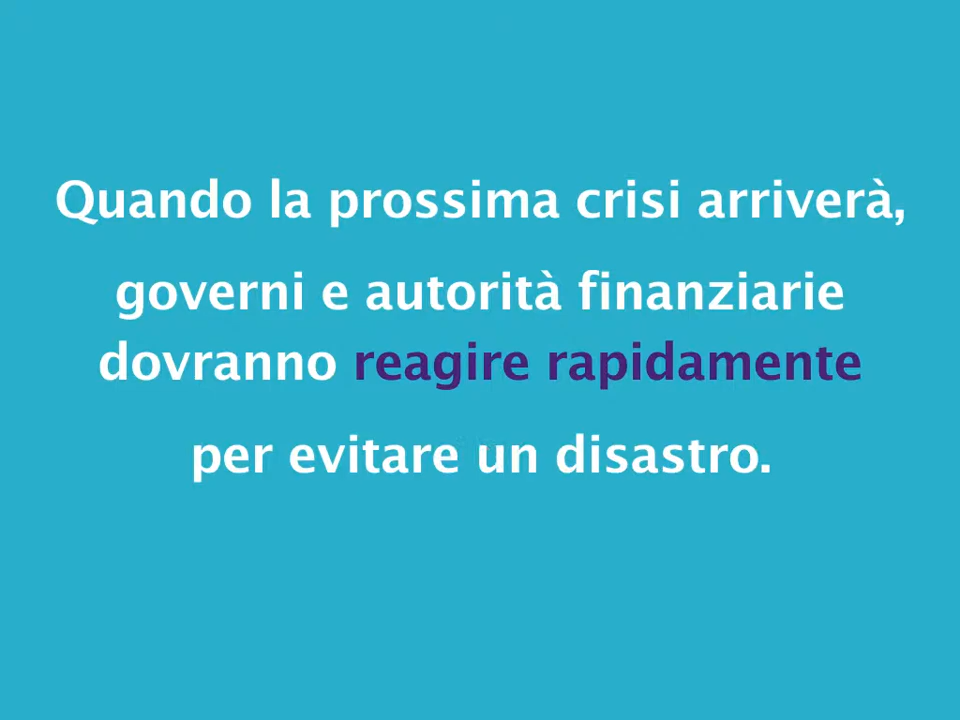 Quando la prossima crisi arriverà,
governi e autorità finanziarie
dovranno reagire rapidamente
per evitare un disastro.